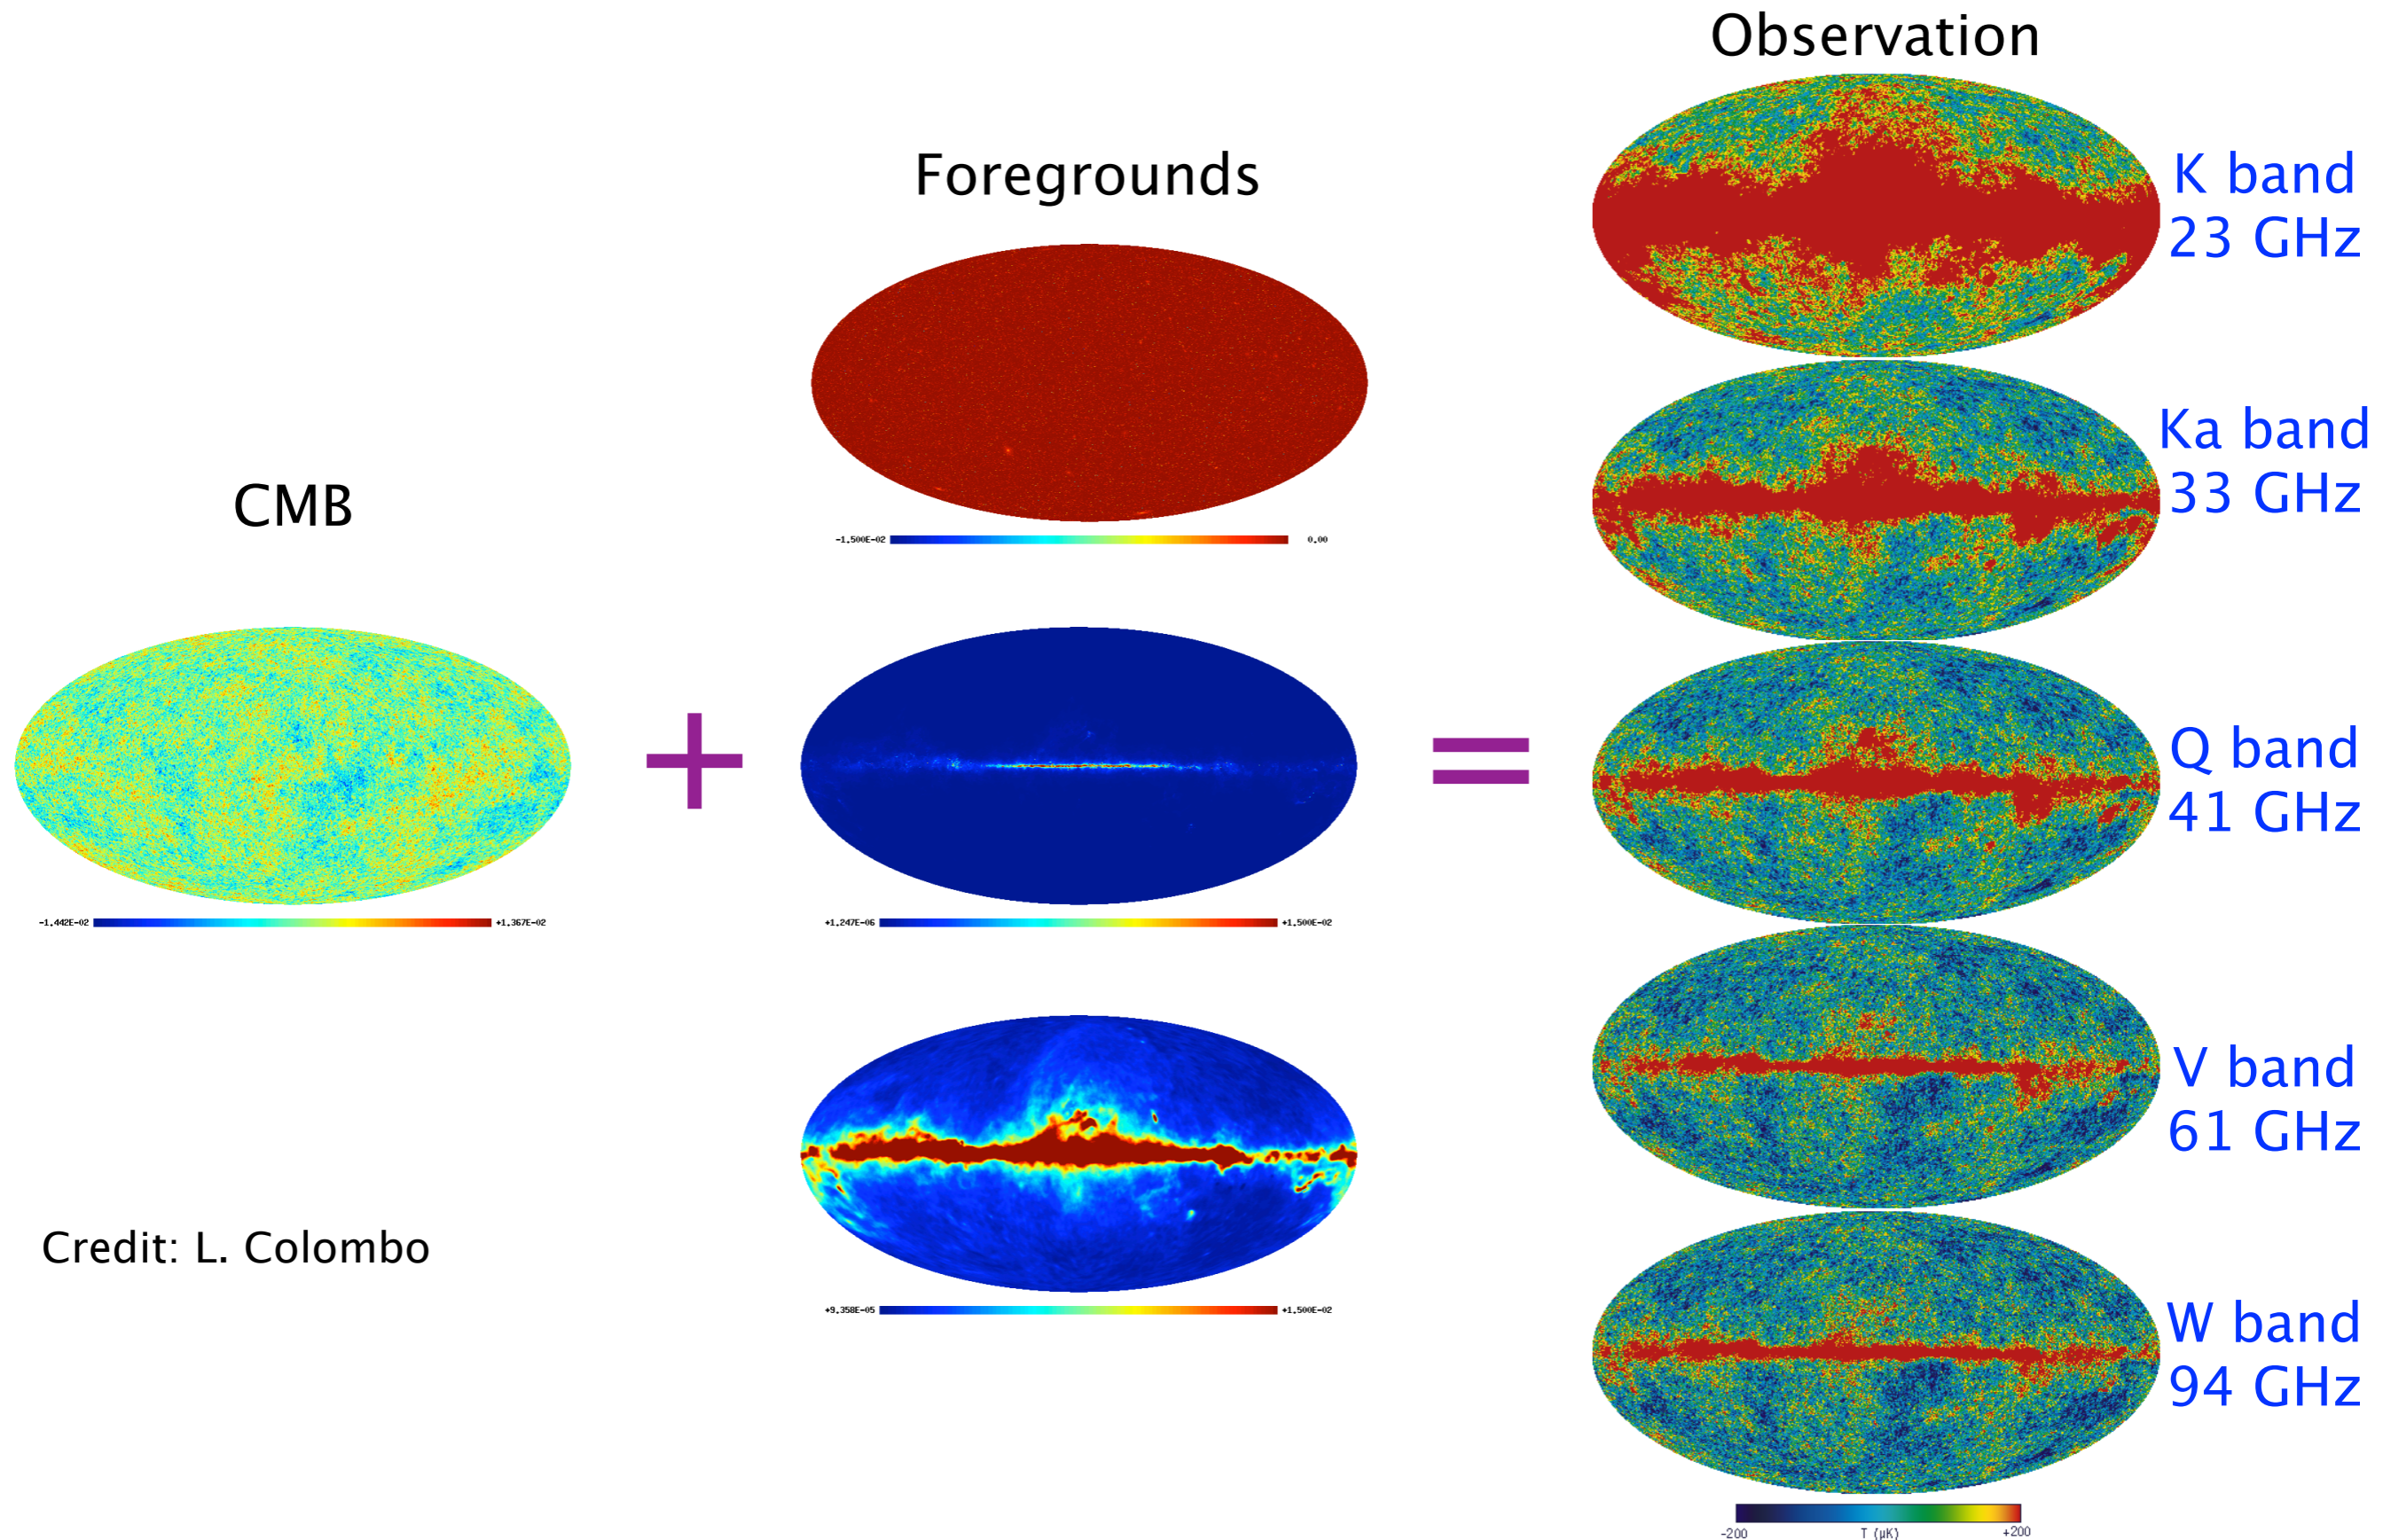 Observation
Foregrounds
CMB
K band
23 GHz
Ka band
33 GHz
-1.500E-02 0.00
Q band
41 GHz
-1.442E-02 +1.367E-02
+1.247E-06 +1.500E-02
V band
61 GHz
Credit: L. Colombo
+9.358E-05 +1.500E-02
W band
94 GHz
-200 T (μK) +200
+
=